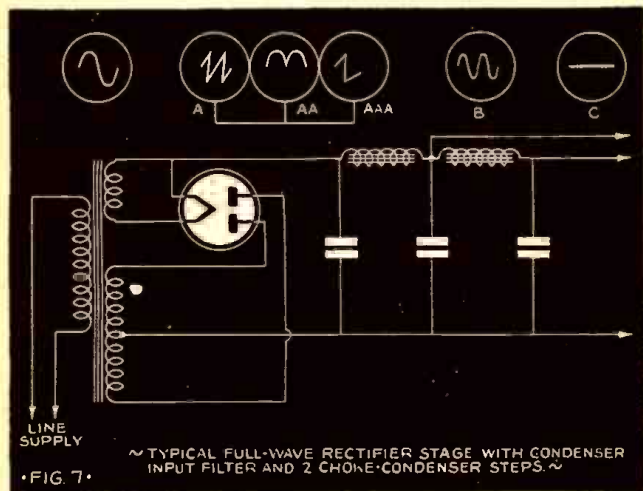 A AA AAA B C
LINE
SUPPLY
~ TYPICAL FULL-WAVE RECTIFIER STAGE WITH CONDENSER
INPUT FILTER AND 2 CHOKE-CONDENSER STEPS. ~
• FIG. 7 •